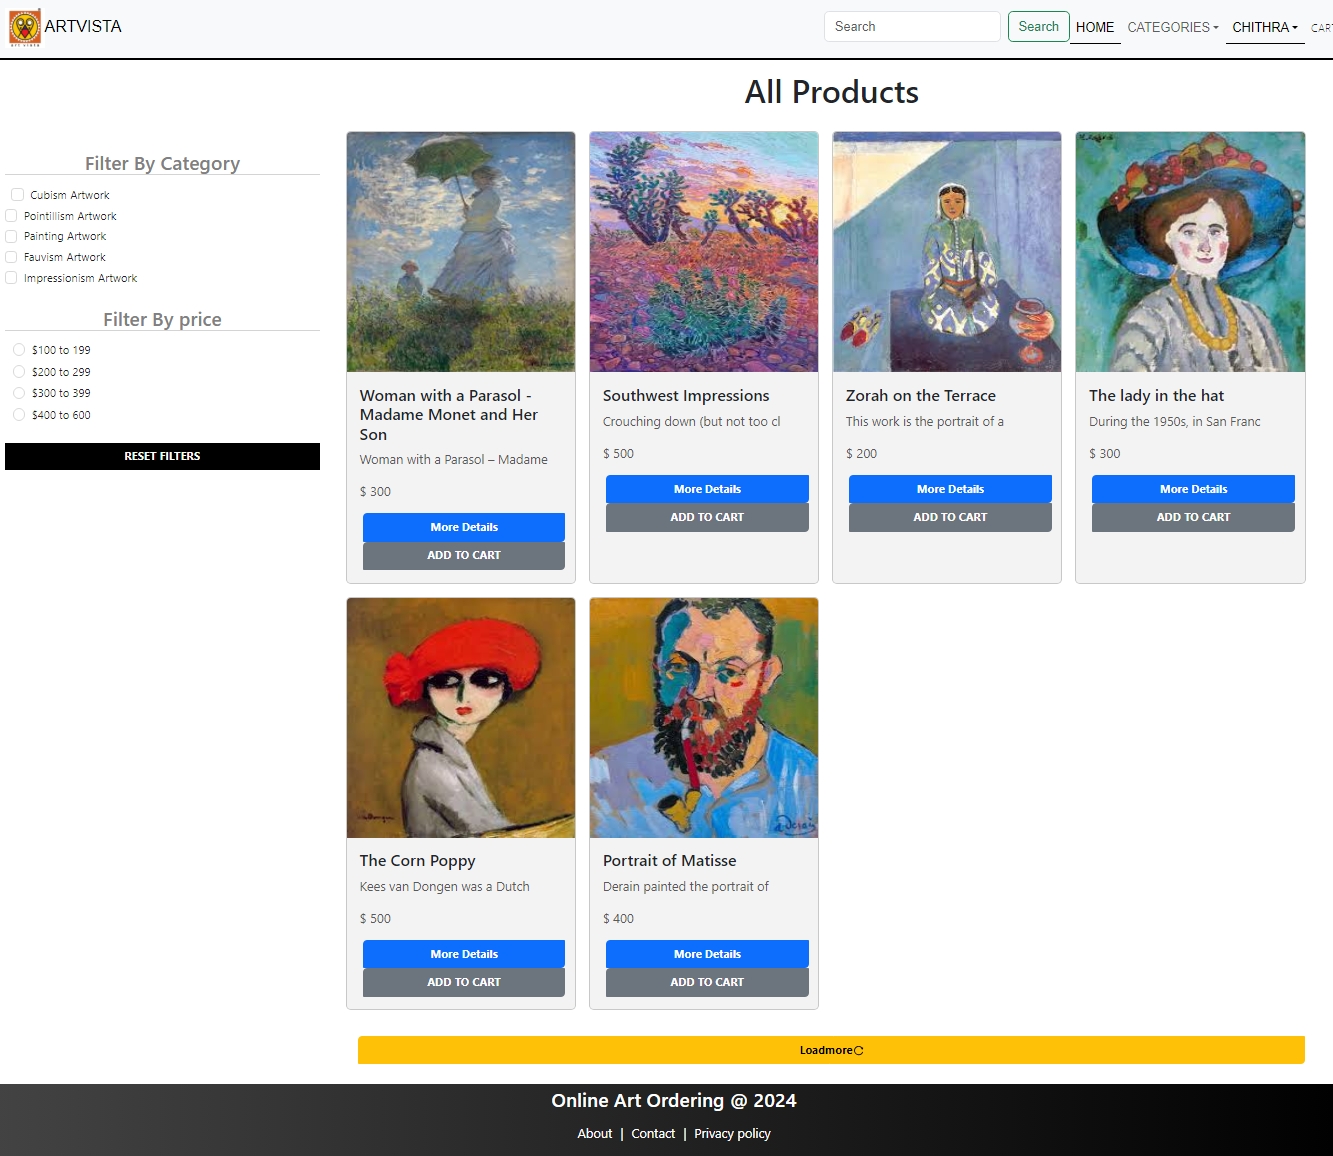 ARTVISTA
Search
Search
HOME
CATEGORIES
CHITHRA
CART
All Products
Filter By Category
Cubism Artwork
Pointillism Artwork
Painting Artwork
Fauvism Artwork
Impressionism Artwork
Filter By price
$100 to 199
$200 to 299
$300 to 399
$400 to 600
RESET FILTERS
Woman with a Parasol -
Madame Monet and Her
Son
Woman with a Parasol – Madame
$ 300
More Details
ADD TO CART
Southwest Impressions
Crouching down (but not too cl
$ 500
More Details
ADD TO CART
Zorah on the Terrace
This work is the portrait of a
$ 200
More Details
ADD TO CART
The lady in the hat
During the 1950s, in San Franc
$ 300
More Details
ADD TO CART
The Corn Poppy
Kees van Dongen was a Dutch
$ 500
More Details
ADD TO CART
Portrait of Matisse
Derain painted the portrait of
$ 400
More Details
ADD TO CART
Loadmore
Online Art Ordering @ 2024
About | Contact | Privacy policy